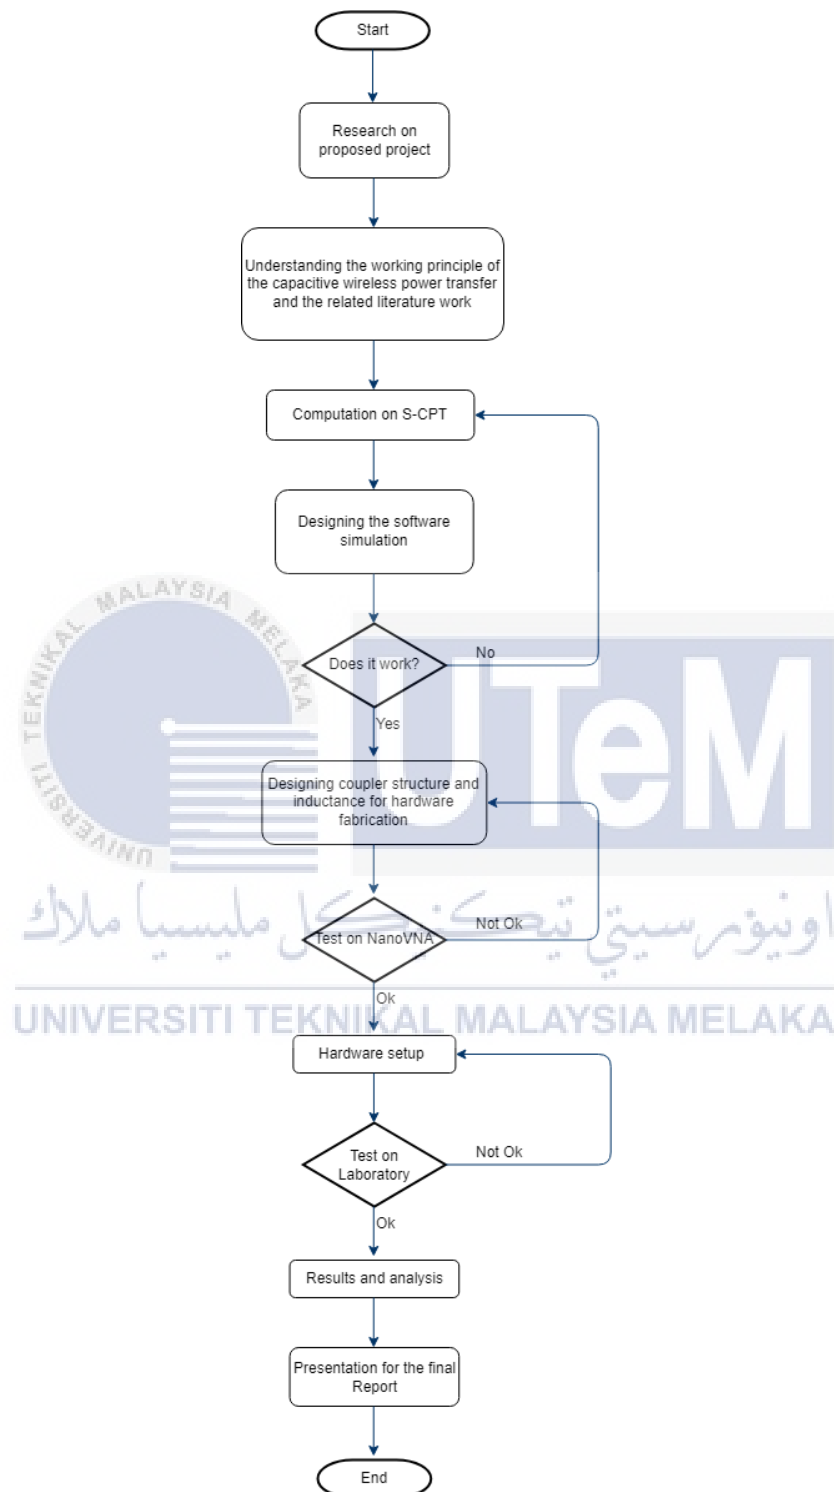 Start
Research on
proposed project
Understanding the working principle of
the capacitive wireless power transfer
and the related literature work
Computation on S-CPT
Designing the software
simulation
Does it work?
No
Yes
Designing coupler structure and
inductance for hardware
fabrication
Test on NanoVNA
Not Ok
Ok
Hardware setup
Test on
Laboratory
Not Ok
Ok
Results and analysis
Presentation for the final
Report
End
UNIVERSITI TEKNIKAL MALAYSIA MELAKA
UTeM
اونيورسيتي تيكنيكل مليسيا ملاك
UNIVERSITI TEKNIKAL MALAYSIA MELAKA